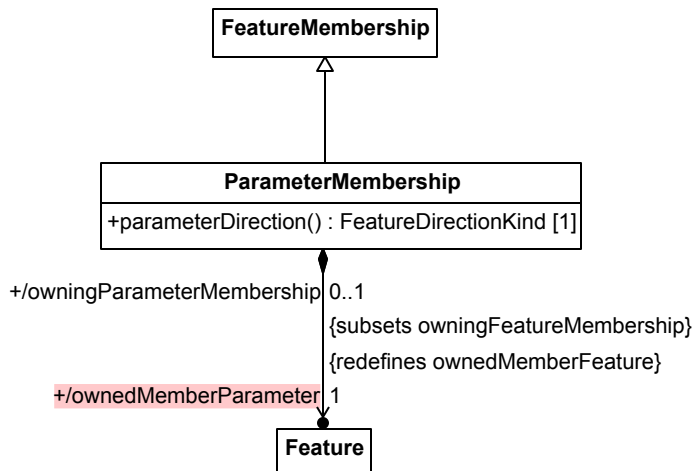 FeatureMembership
ParameterMembership
+parameterDirection() : FeatureDirectionKind [1]
+/owningParameterMembership 0..1
{subsets owningFeatureMembership}
{redefines ownedMemberFeature}
+/ownedMemberParameter 1
Feature